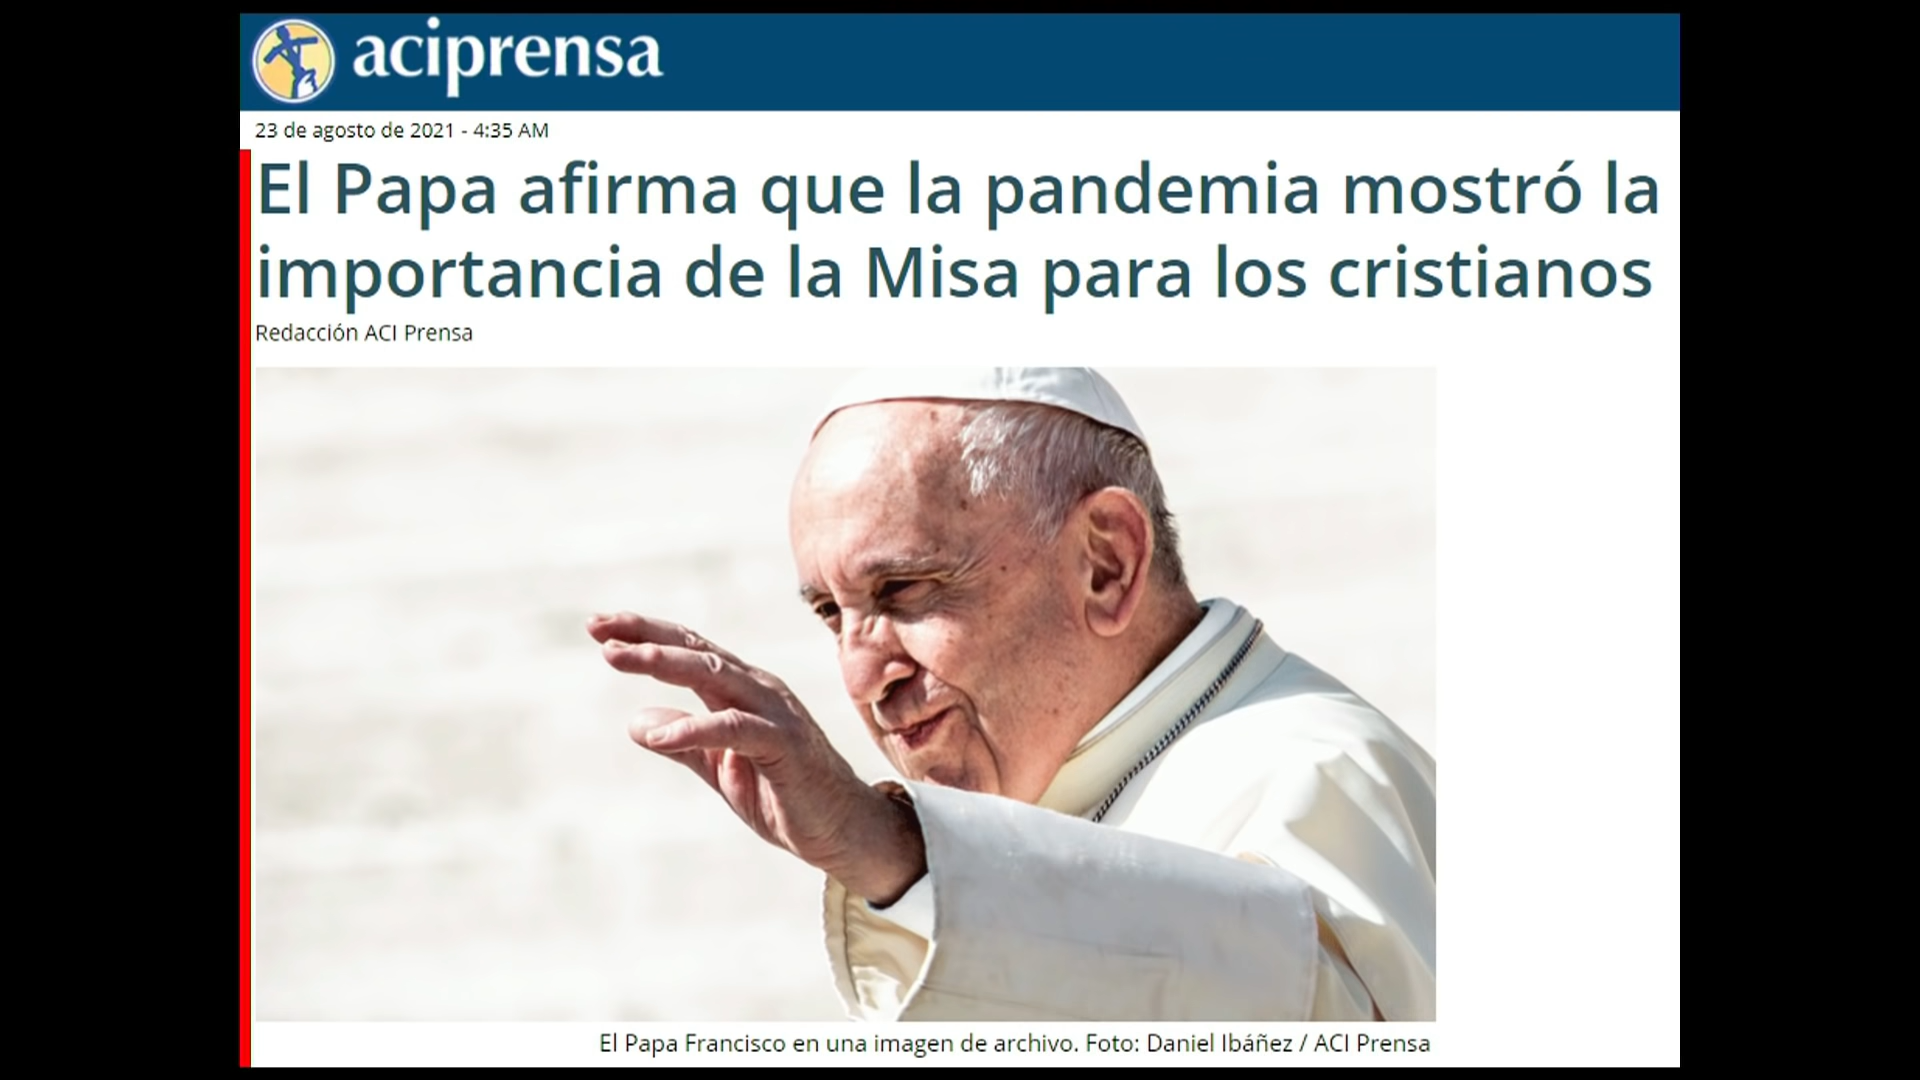 aciprensa
23 de agosto de 2021 - 4:35 AM
El Papa afirma que la pandemia mostró la
importancia de la Misa para los cristianos
Redacción ACI Prensa
El Papa Francisco en una imagen de archivo. Foto: Daniel Ibáñez / ACI Prensa